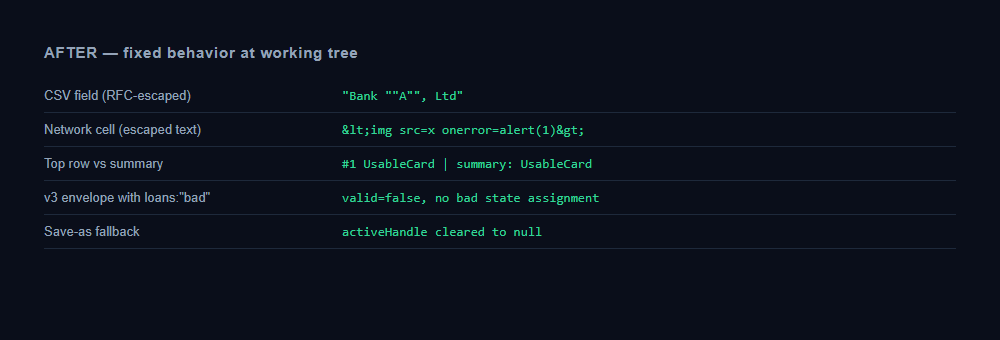 AFTER — fixed behavior at working tree
CSV field (RFC-escaped) "Bank ""A"", Ltd"
Network cell (escaped text) &lt;img src=x onerror=alert(1)&gt;
Top row vs summary #1 UsableCard | summary: UsableCard
v3 envelope with loans:"bad" valid=false, no bad state assignment
Save-as fallback activeHandle cleared to null